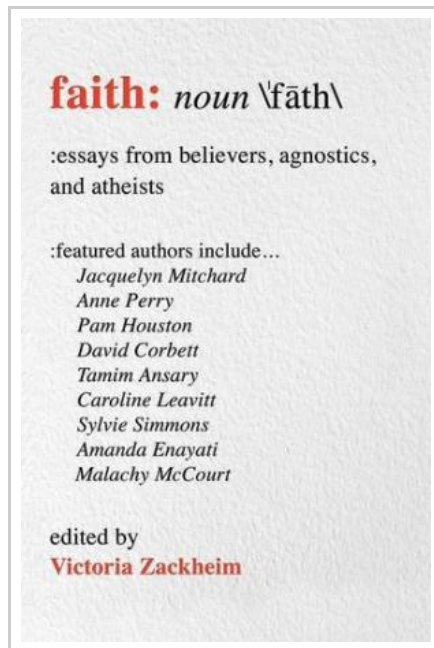 faith: noun \ˈfāth\
:essays from believers, agnostics,
and atheists
:featured authors include...
Jacquelyn Mitchard
Anne Perry
Pam Houston
David Corbett
Tamim Ansary
Caroline Leavitt
Sylvie Simmons
Amanda Enayati
Malachy McCourt
edited by
Victoria Zackheim